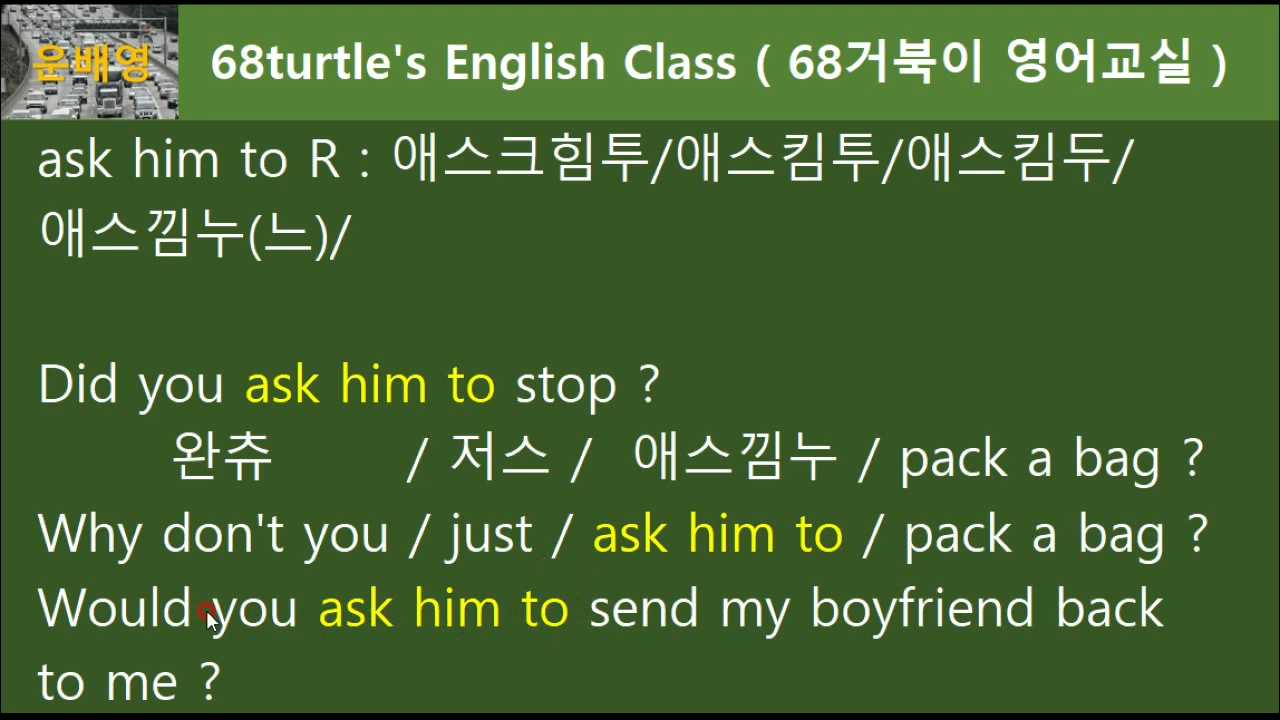 윤배영
68turtle's English Class ( 68거북이 영어교실 )
ask him to R : 애스크힘투/애스킴투/애스킴두/
애스낌누(느)/
Did you ask him to stop ?
완츄 / 저스 / 애스낌누 / pack a bag ?
Why don't you / just / ask him to / pack a bag ?
Would you ask him to send my boyfriend back
to me ?